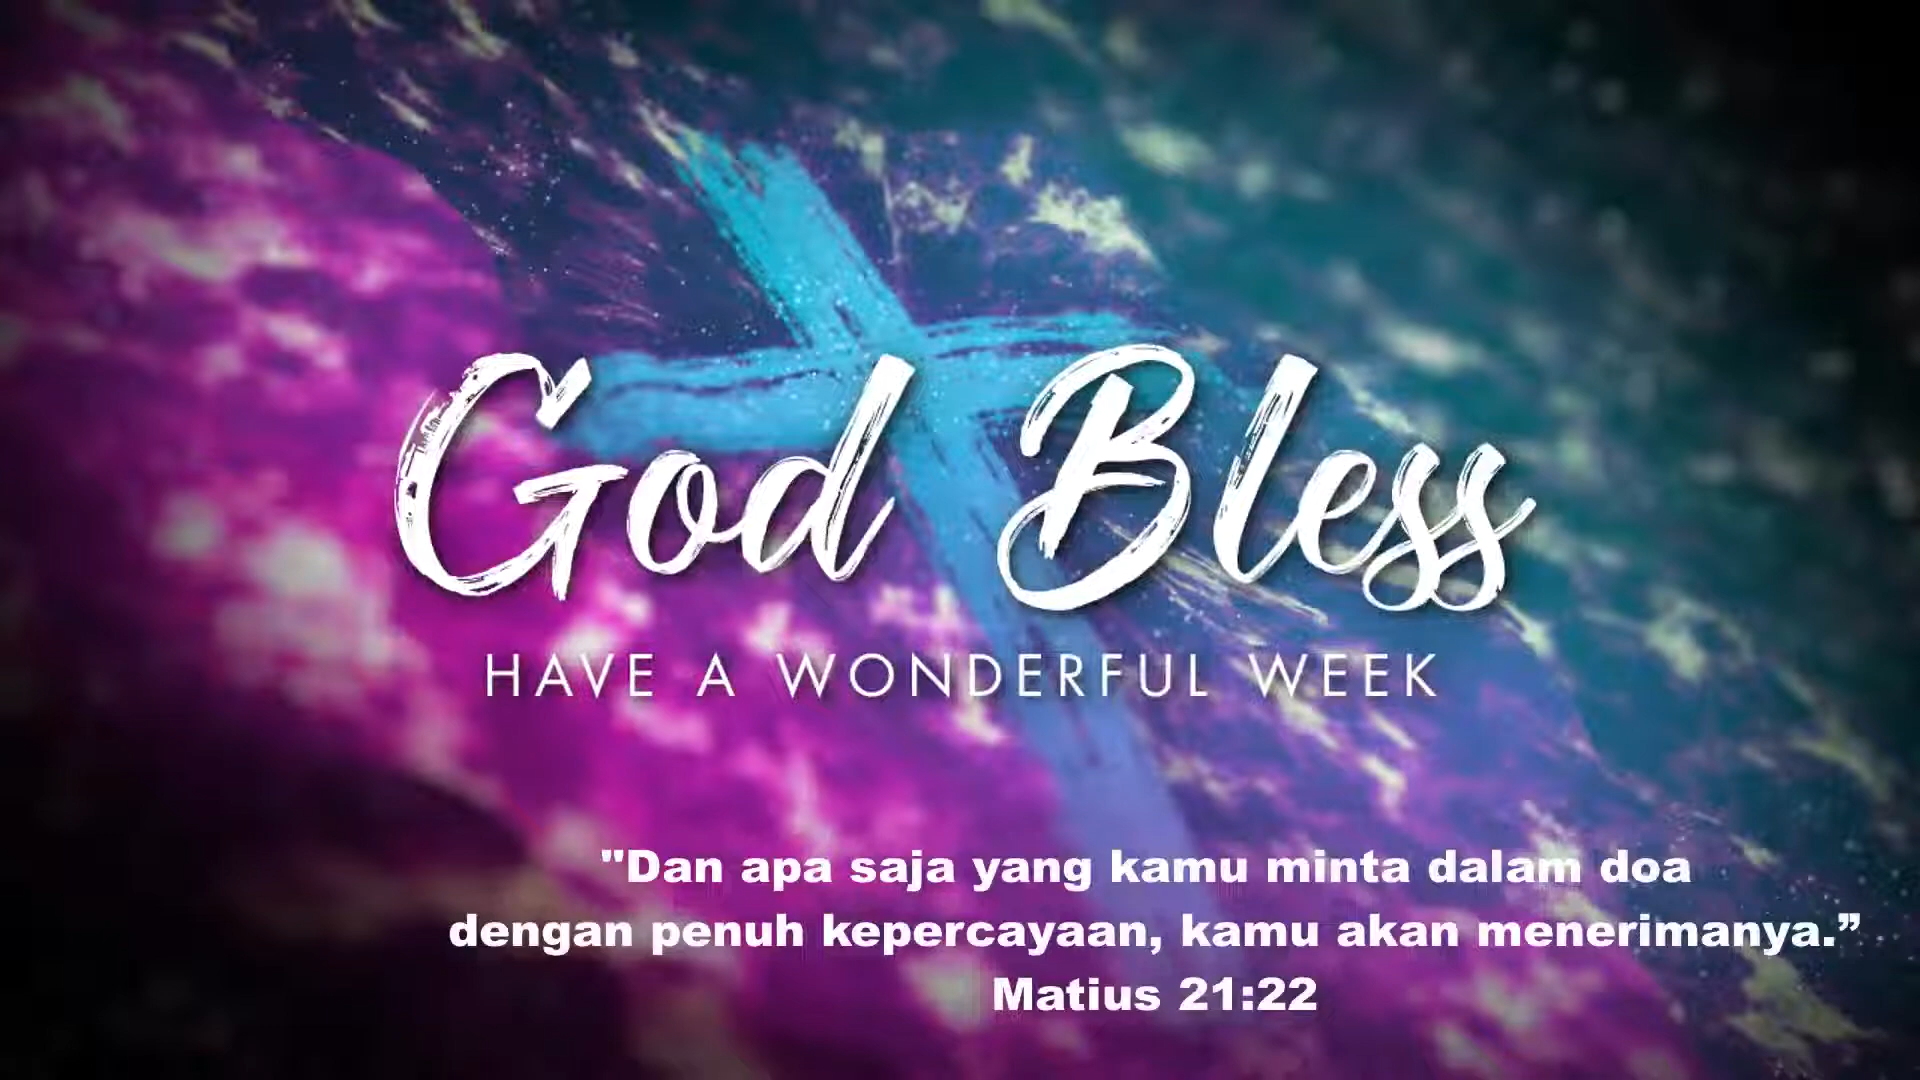 God Bless
HAVE A WONDERFUL WEEK
"Dan apa saja yang kamu minta dalam doa
dengan penuh kepercayaan, kamu akan menerimanya.”
Matius 21:22